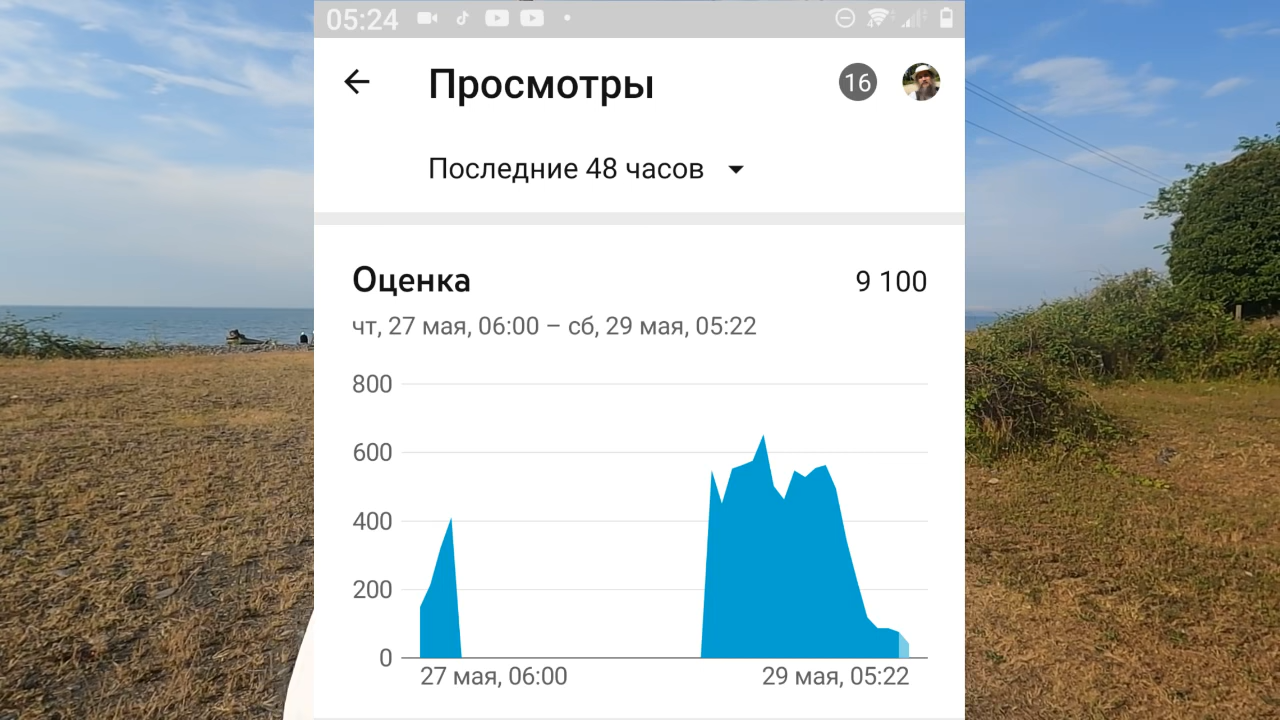 05:24
Просмотры
16
Последние 48 часов
Оценка
9 100
чт, 27 мая, 06:00 – сб, 29 мая, 05:22
800
600
400
200
0
27 мая, 06:00
29 мая, 05:22